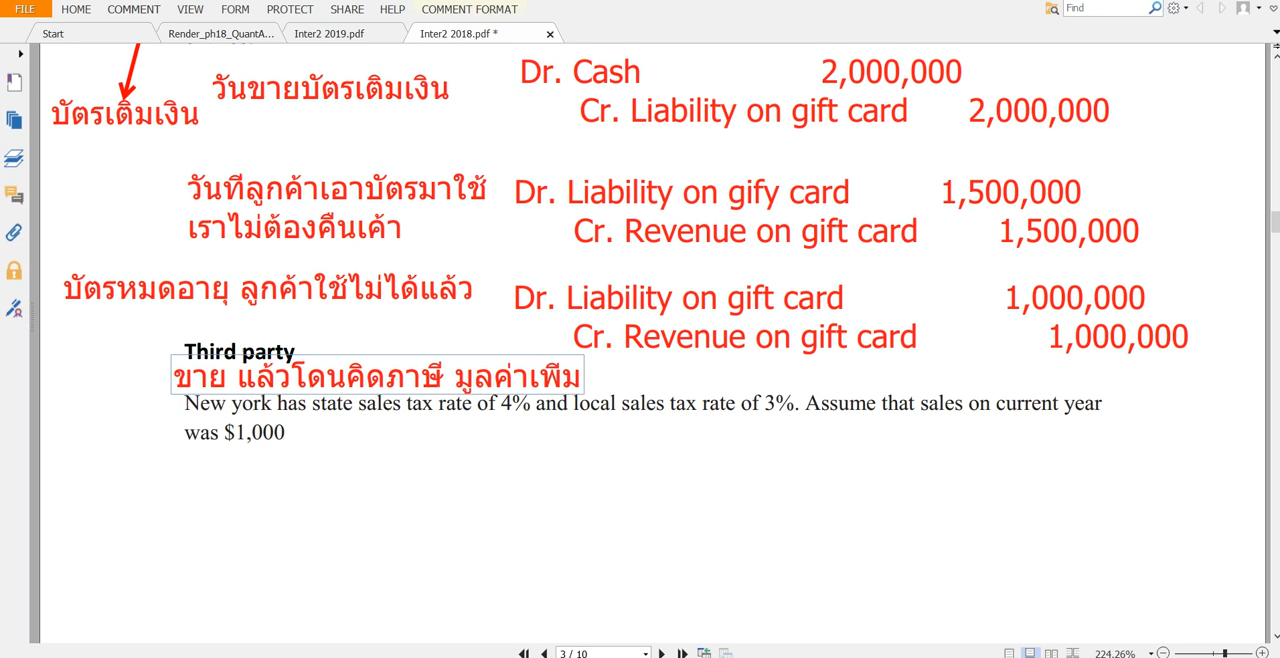 FILE HOME COMMENT VIEW FORM PROTECT SHARE HELP COMMENT FORMAT Find
Start Render_ph18_QuantA... Inter2 2019.pdf Inter2 2018.pdf *
Dr. Cash 2,000,000
วันขายบัตรเติมเงิน
บัตรเติมเงิน
Cr. Liability on gift card 2,000,000
วันทีลูกค้าเอาบัตรมาใช้ Dr. Liability on gify card 1,500,000
เราไม่ต้องคืนเค้า Cr. Revenue on gift card 1,500,000
บัตรหมดอายุ ลูกค้าใช้ไม่ได้แล้ว Dr. Liability on gift card 1,000,000
Cr. Revenue on gift card 1,000,000
Third party
ขาย แล้วโดนคิดภาษี มูลค่าเพีม
New york has state sales tax rate of 4% and local sales tax rate of 3%. Assume that sales on current year
was $1,000
3 / 10 224.26%